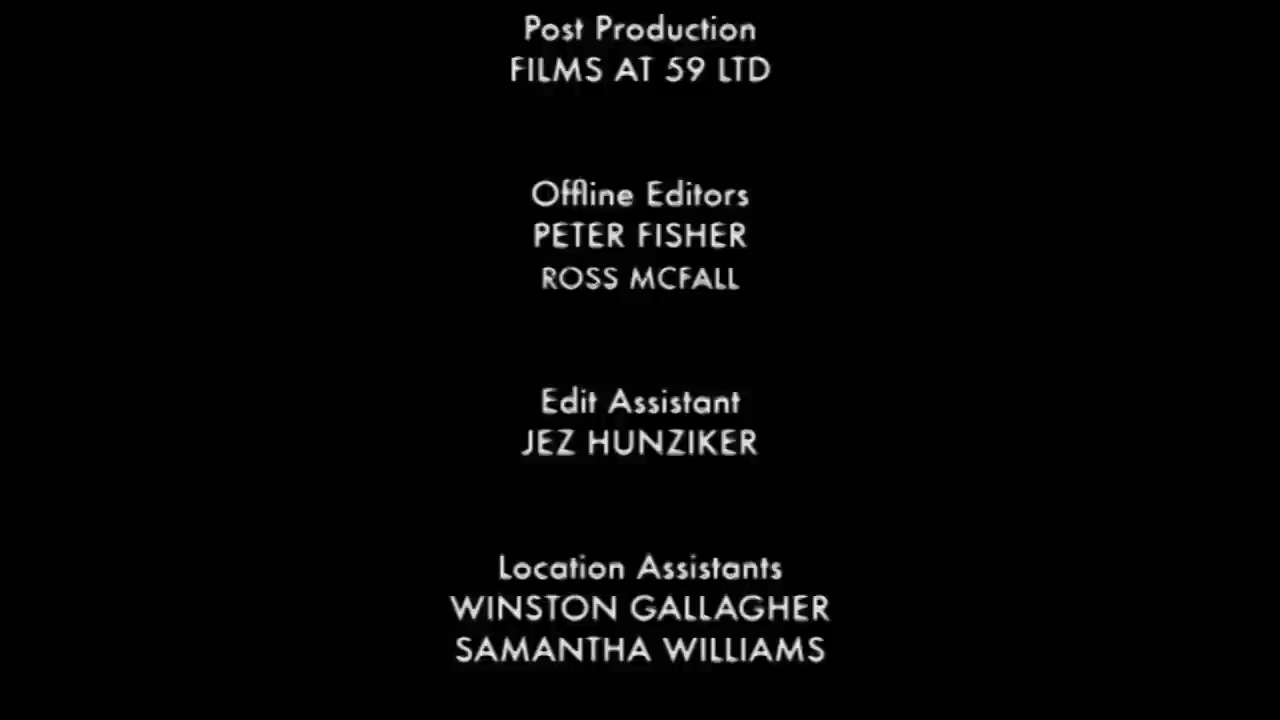 Post Production
FILMS AT 59 LTD
Offline Editors
PETER FISHER
ROSS MCFALL
Edit Assistant
JEZ HUNZIKER
Location Assistants
WINSTON GALLAGHER
SAMANTHA WILLIAMS